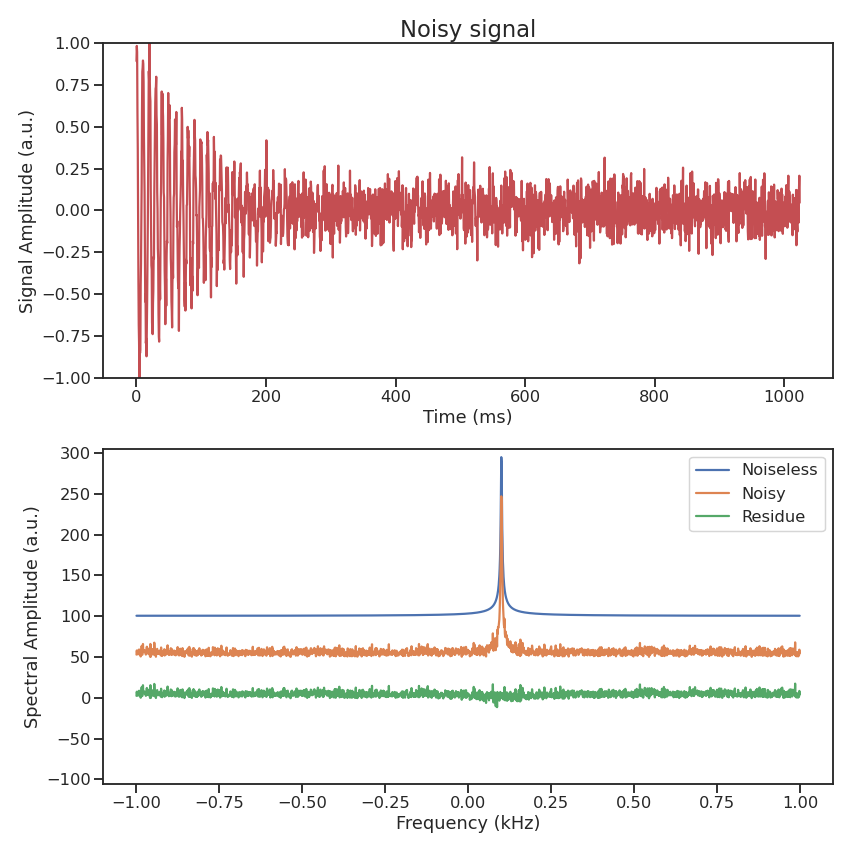 Noisy signal
1.00
0.75
0.50
0.25
0.00
−0.25
−0.50
−0.75
−1.00
Signal Amplitude (a.u.)
0 200 400 600 800 1000
Time (ms)
300
250
200
150
100
50
0
−50
−100
Spectral Amplitude (a.u.)
Noiseless
Noisy
Residue
−1.00 −0.75 −0.50 −0.25 0.00 0.25 0.50 0.75 1.00
Frequency (kHz)